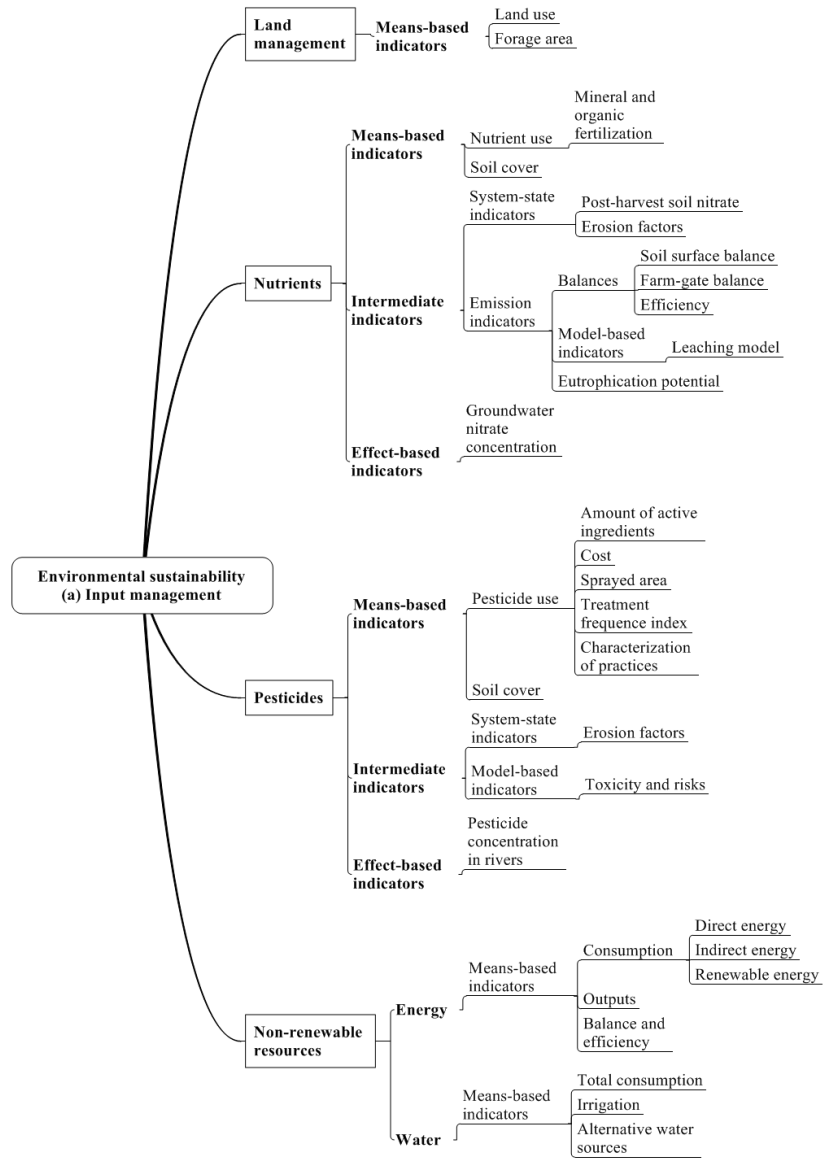 Land
management
Means-based
indicators
Land use
Forage area
Nutrients
Means-based
indicators
Nutrient use
Mineral and
organic
fertilization
Soil cover
Intermediate
indicators
System-state
indicators
Post-harvest soil nitrate
Erosion factors
Emission
indicators
Balances
Soil surface balance
Farm-gate balance
Efficiency
Model-based
indicators
Leaching model
Eutrophication potential
Effect-based
indicators
Groundwater
nitrate
concentration
Environmental sustainability
(a) Input management
Pesticides
Means-based
indicators
Pesticide use
Amount of active
ingredients
Cost
Sprayed area
Treatment
frequence index
Characterization
of practices
Soil cover
Intermediate
indicators
System-state
indicators
Erosion factors
Model-based
indicators
Toxicity and risks
Effect-based
indicators
Pesticide
concentration
in rivers
Non-renewable
resources
Energy
Means-based
indicators
Consumption
Direct energy
Indirect energy
Renewable energy
Outputs
Balance and
efficiency
Water
Means-based
indicators
Total consumption
Irrigation
Alternative water
sources